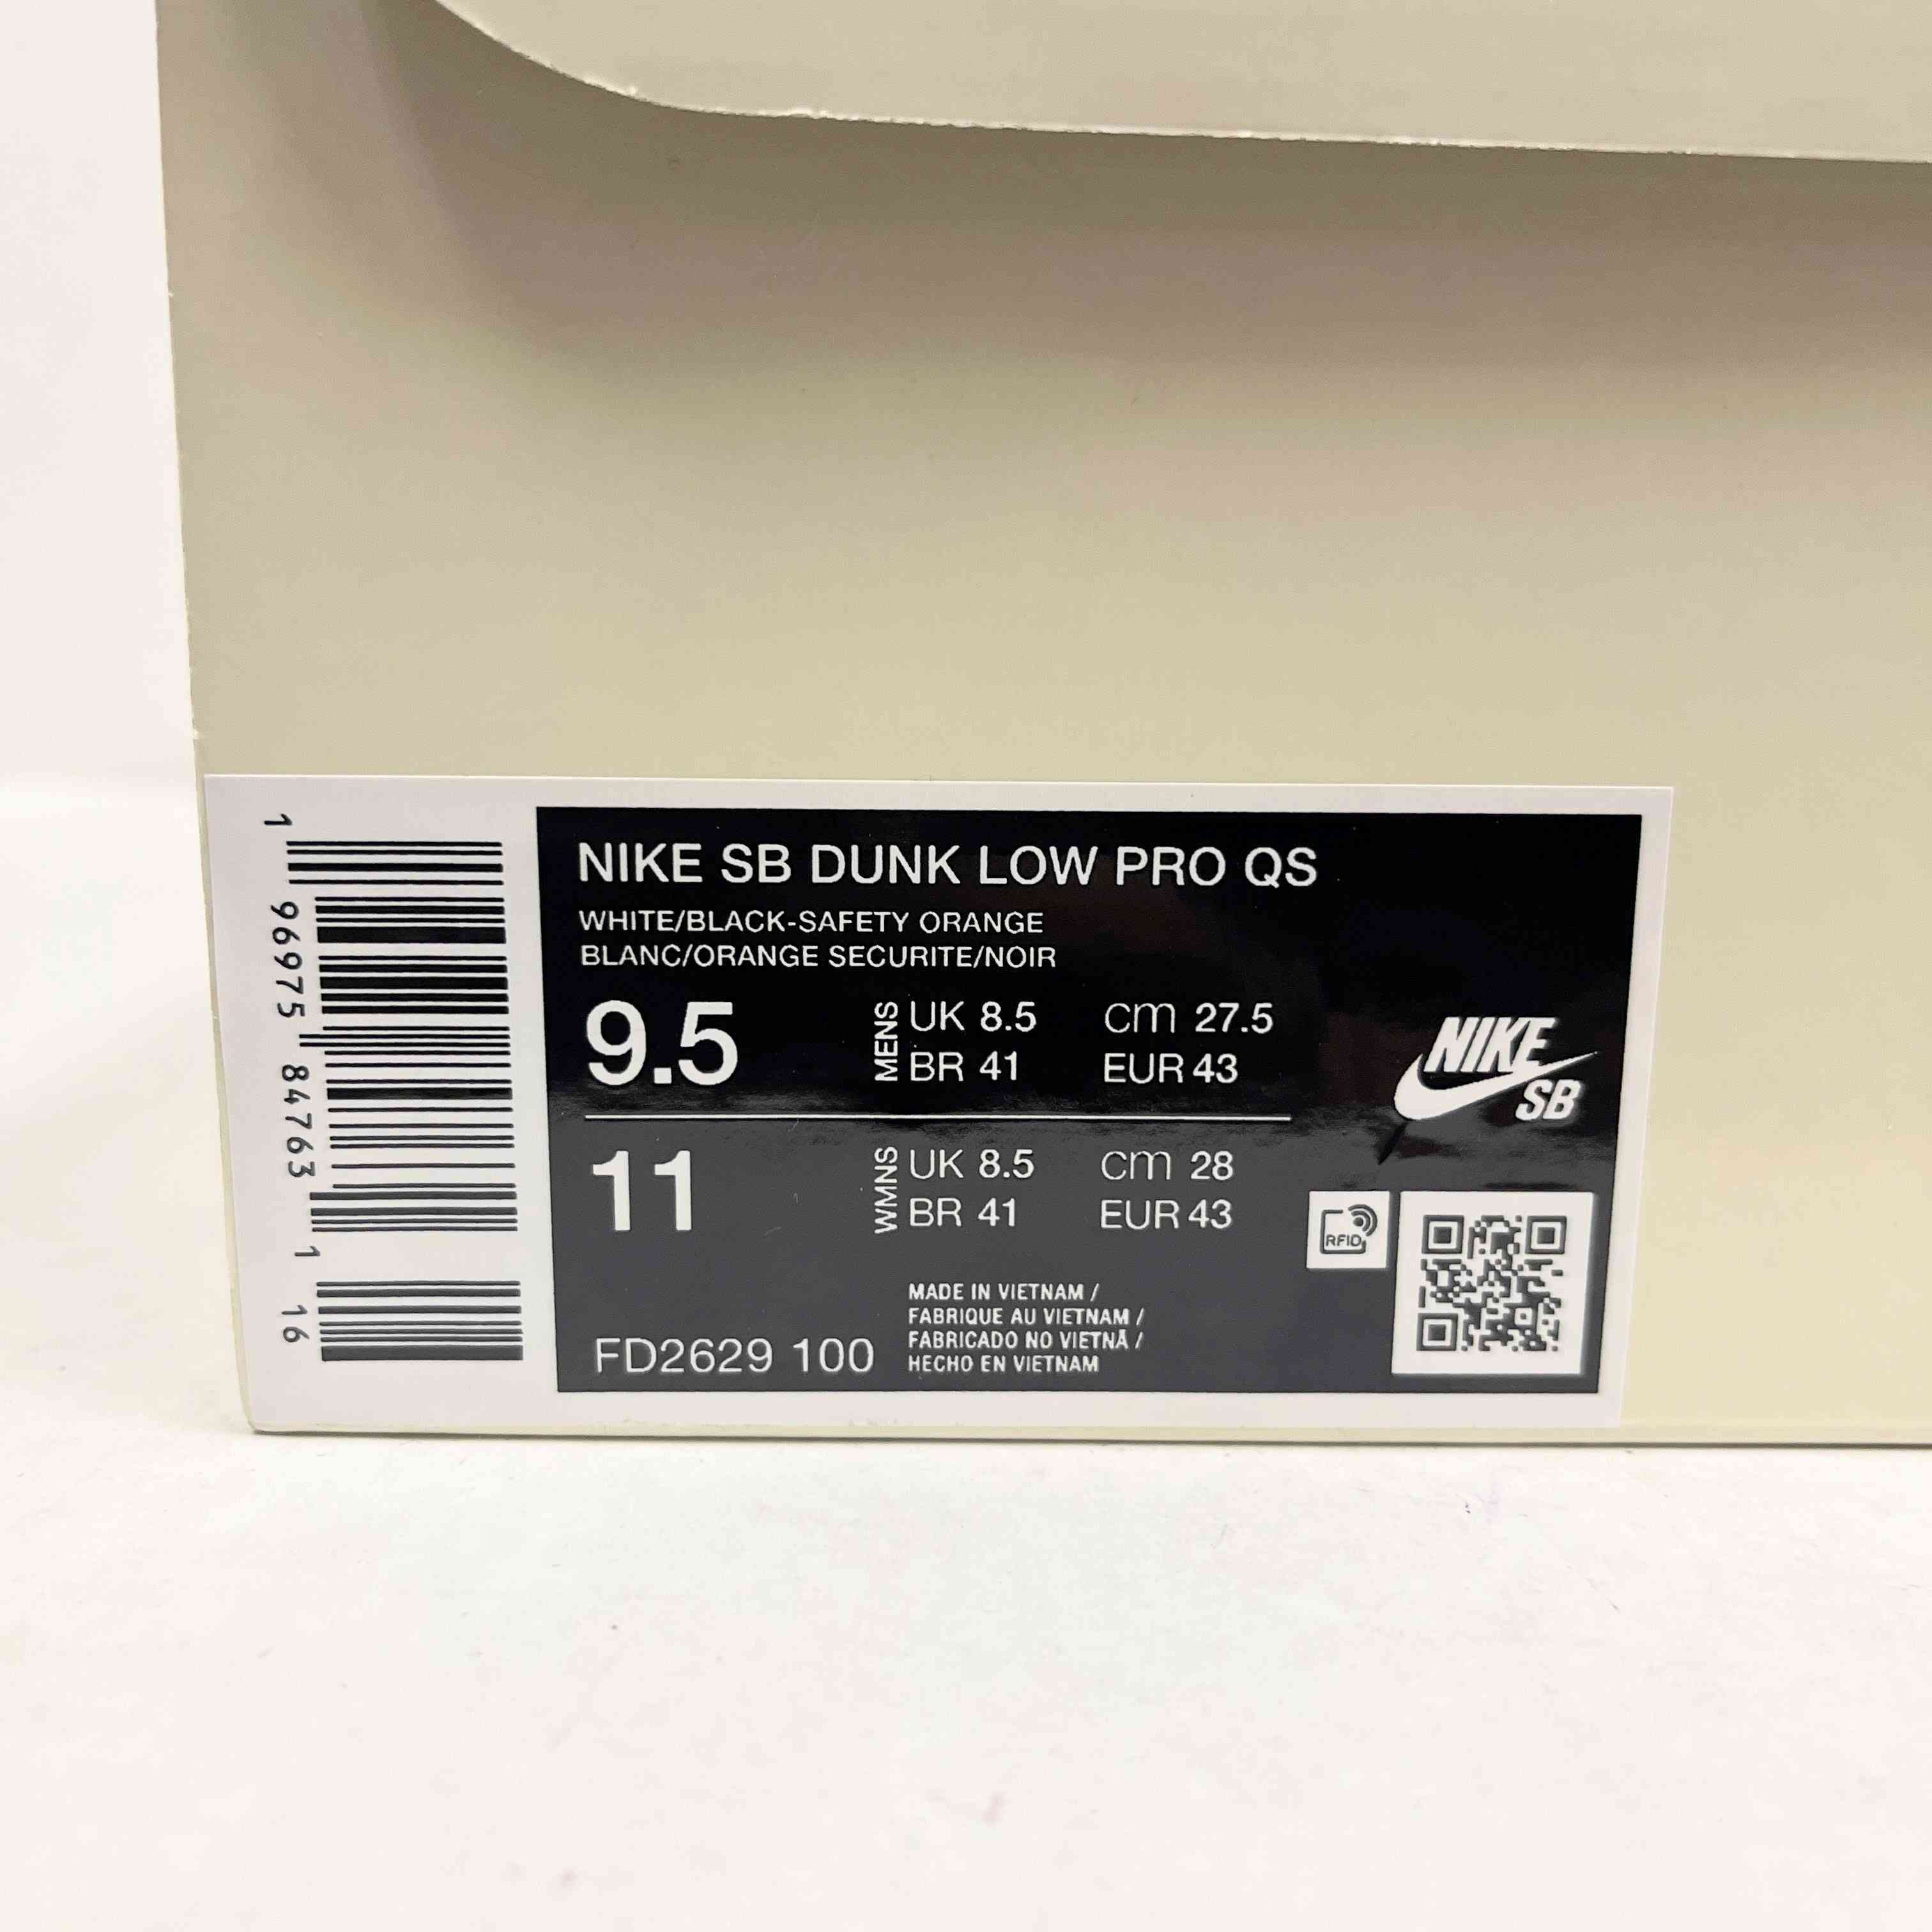 NIKE SB DUNK LOW PRO QS
WHITE/BLACK-SAFETY ORANGE
BLANC/ORANGE SECURITE/NOIR
9.5 MENS UK 8.5 cm 27.5
BR 41 EUR 43
11 WMNS UK 8.5 cm 28
BR 41 EUR 43
NIKE
SB
RFID
MADE IN VIETNAM /
FABRIQUE AU VIETNAM /
FABRICADO NO VIETNÃ /
HECHO EN VIETNAM
FD2629 100
1 96975 84763 1 16